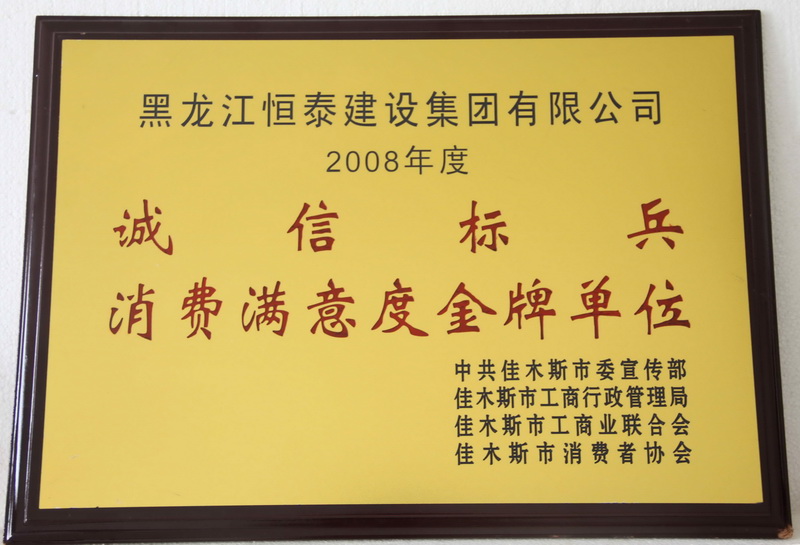 黑龙江恒泰建设集团有限公司
2008年度
诚信标兵
消费满意度金牌单位
中共佳木斯市委宣传部
佳木斯市工商行政管理局
佳木斯市工商业联合会
佳木斯市消费者协会